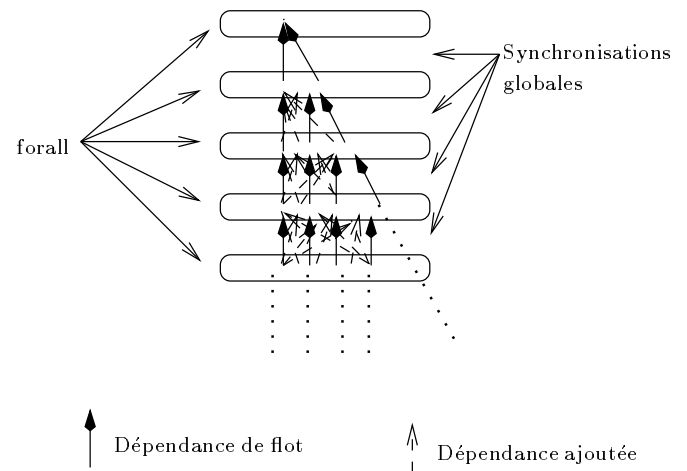 Synchronisations
globales
forall
Dépendance de flot
Dépendance ajoutée